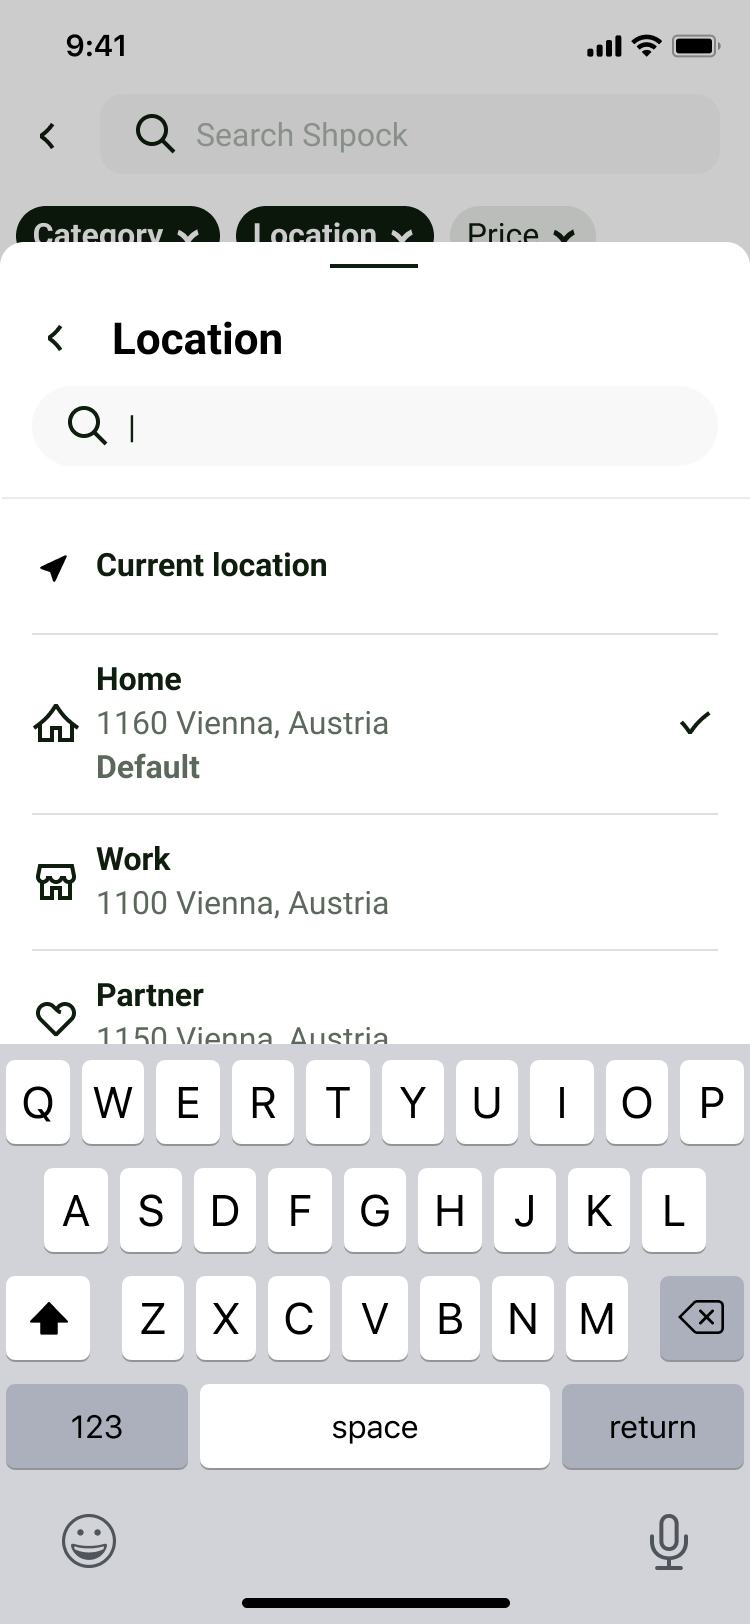 9:41
Search Shpock
Category
Location
Price
Location
Current location
Home
1160 Vienna, Austria
Default
Work
1100 Vienna, Austria
Partner
1150 Vienna, Austria
Q W E R T Y U I O P
A S D F G H J K L
Z X C V B N M
123 space return